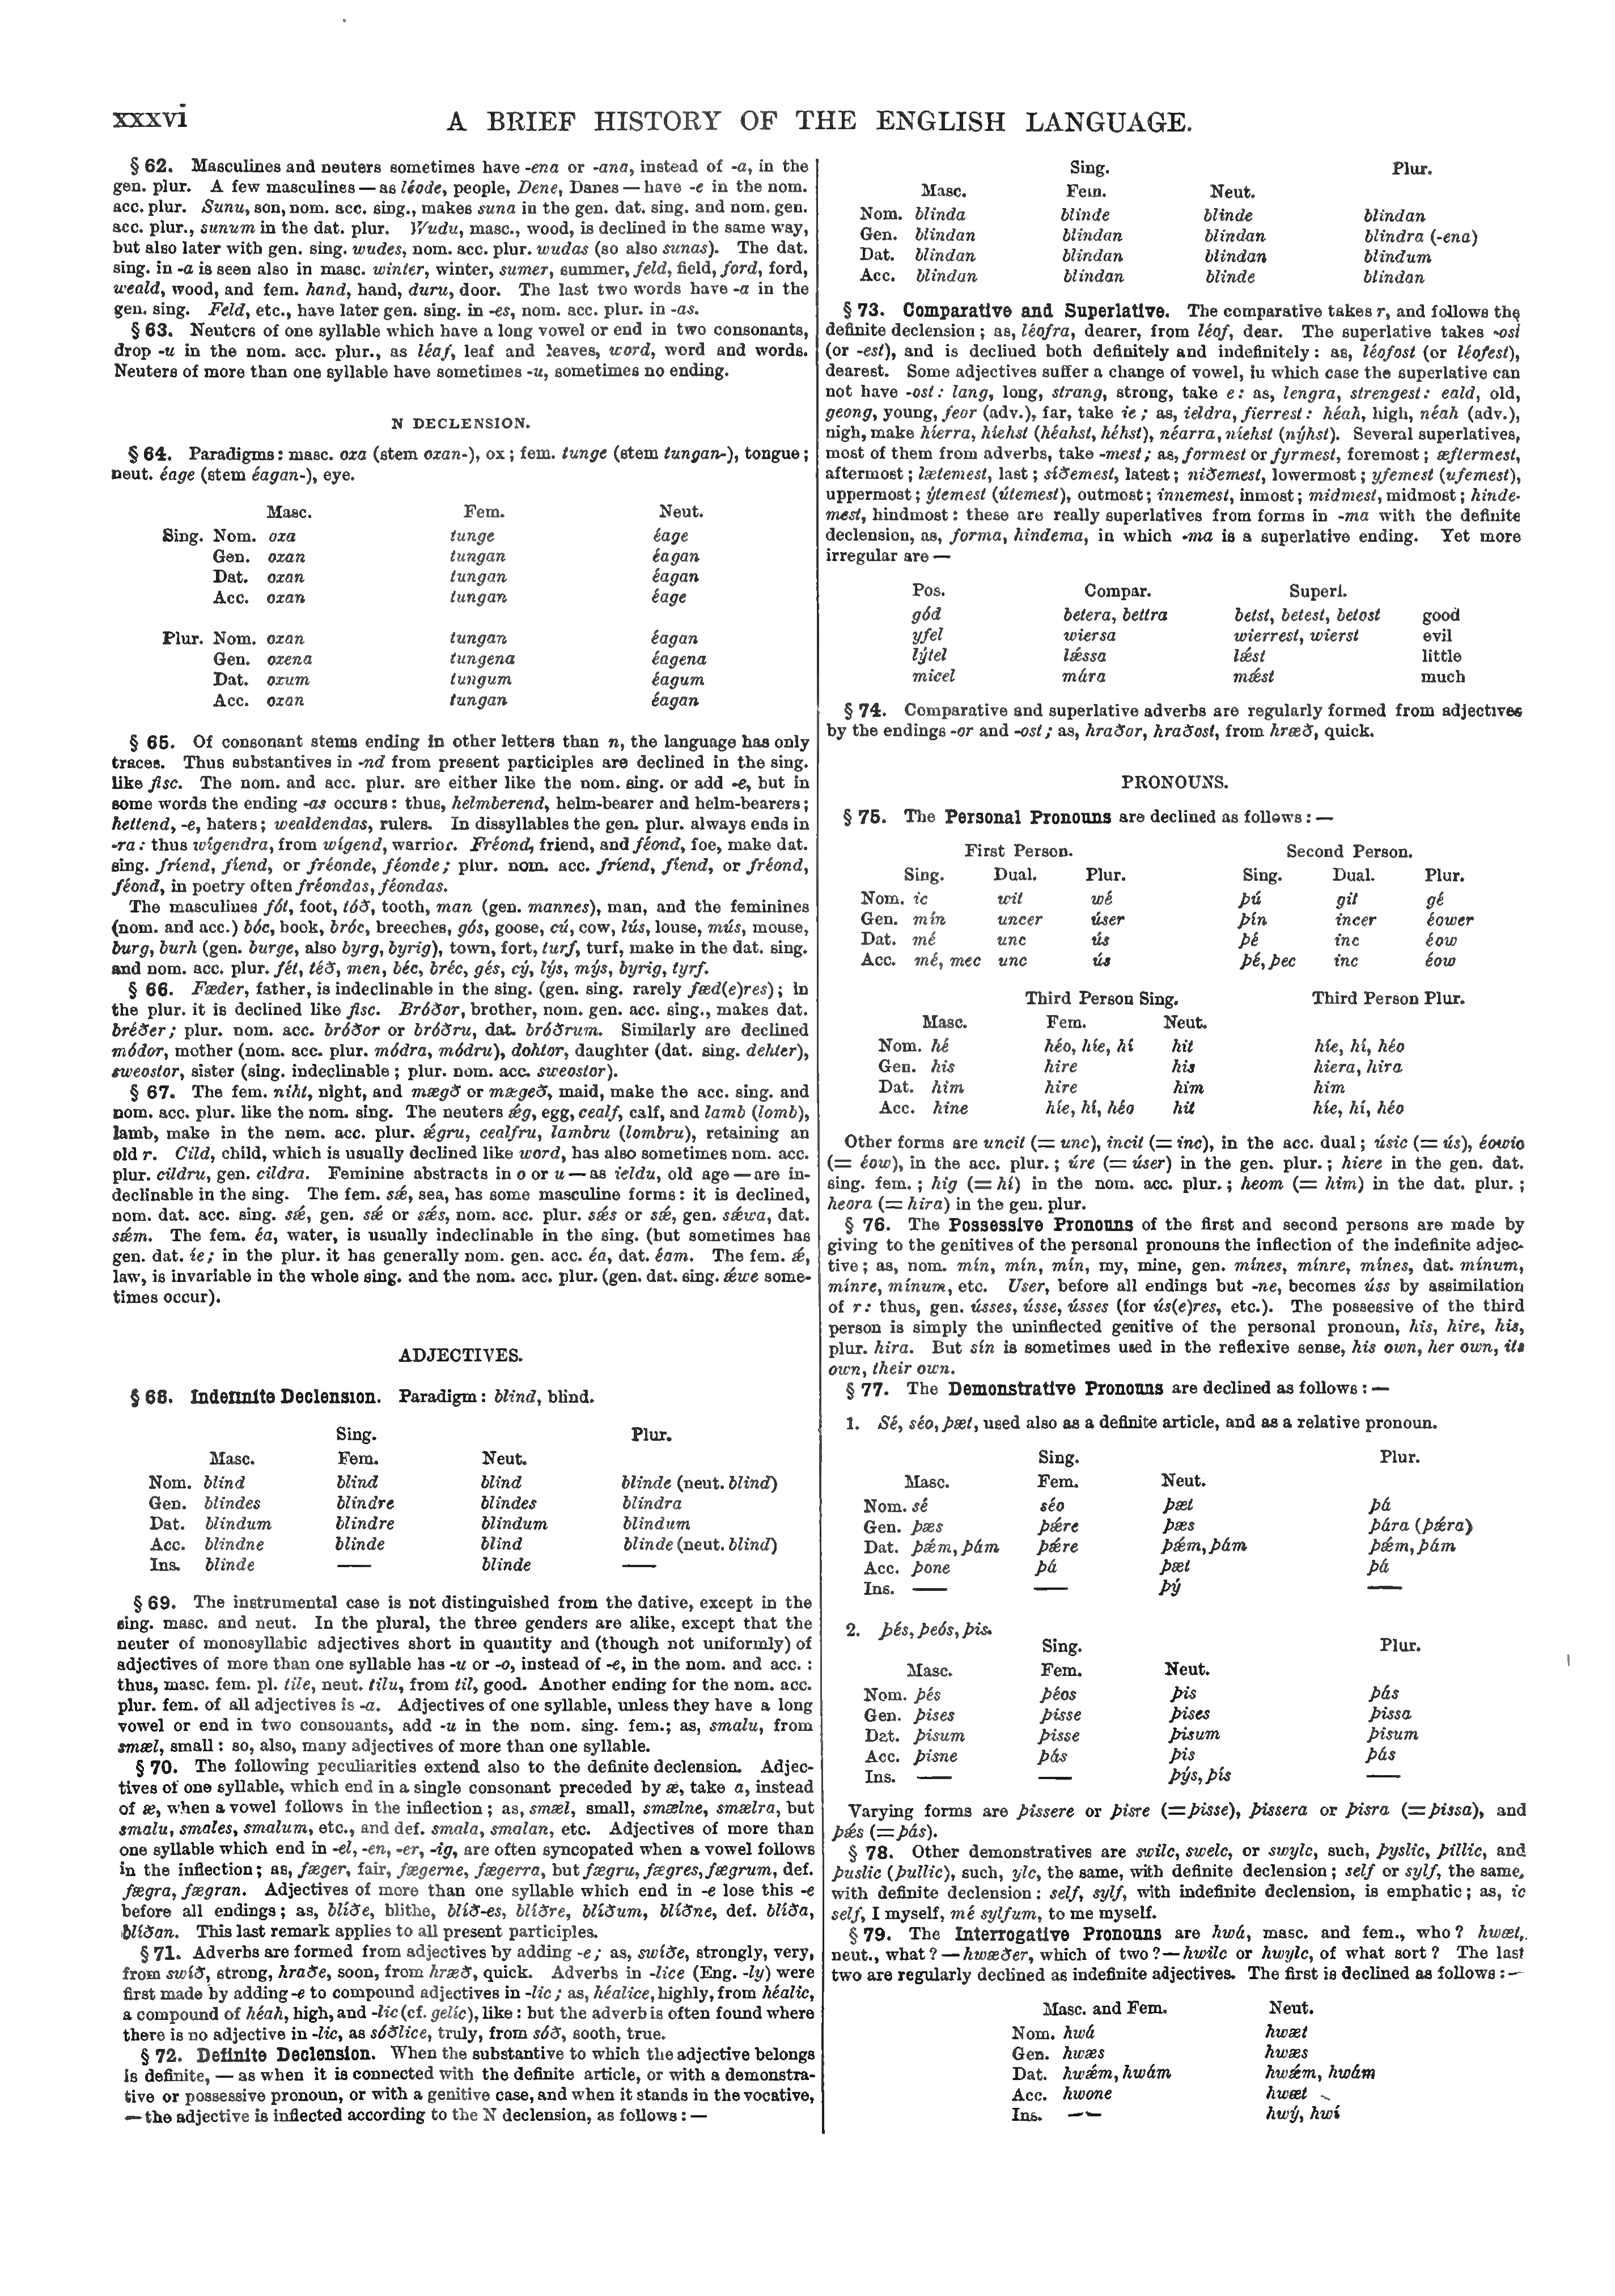 xxxvi A BRIEF HISTORY OF THE ENGLISH LANGUAGE.
§ 62. Masculines and neuters sometimes have -ena or -ana, instead of -a, in the
gen. plur. A few masculines — as léode, people, Dene, Danes — have -e in the nom.
acc. plur. Sunu, son, nom. acc. sing., makes suna in the gen. dat. sing. and nom. gen.
acc. plur., sunum in the dat. plur. Wudu, masc., wood, is declined in the same way,
but also later with gen. sing. wudes, nom. acc. plur. wudas (so also sunas). The dat.
sing. in -a is seen also in masc. winter, winter, sumer, summer, feld, field, ford, ford,
weald, wood, and fem. hand, hand, duru, door. The last two words have -a in the
gen. sing. Feld, etc., have later gen. sing. in -es, nom. acc. plur. in -as.
§ 63. Neuters of one syllable which have a long vowel or end in two consonants,
drop -u in the nom. acc. plur., as léaf, leaf and leaves, word, word and words.
Neuters of more than one syllable have sometimes -u, sometimes no ending.
N DECLENSION.
§ 64. Paradigms: masc. oxa (stem oxan-), ox; fem. tunge (stem tungan-), tongue;
neut. éage (stem éagan-), eye.
Masc. Fem. Neut.
Sing. Nom. oxa tunge éage
Gen. oxan tungan éagan
Dat. oxan tungan éagan
Acc. oxan tungan éage
Plur. Nom. oxan tungan éagan
Gen. oxena tungena éagena
Dat. oxum tungum éagum
Acc. oxan tungan éagan
§ 65. Of consonant stems ending in other letters than n, the language has only
traces. Thus substantives in -nd from present participles are declined in the sing.
like fisc. The nom. and acc. plur. are either like the nom. sing. or add -e, but in
some words the ending -as occurs: thus, helmberend, helm-bearer and helm-bearers;
hettend, -e, haters; wealdendas, rulers. In dissyllables the gen. plur. always ends in
-ra: thus wígendra, from wígend, warrior. Fréond, friend, and féond, foe, make dat.
sing. fríend, fíend, or fréonde, féonde; plur. nom. acc. fríend, fíend, or fréond,
féond, in poetry often fréondas, féondas.
The masculines fót, foot, tóð, tooth, man (gen. mannes), man, and the feminines
(nom. and acc.) bóc, book, bróc, breeches, gós, goose, cú, cow, lús, louse, mús, mouse,
burg, burh (gen. burge, also byrg, byrig), town, fort, turf, turf, make in the dat. sing.
and nom. acc. plur. fét, téð, men, béc, bréc, gés, cý, lýs, mýs, byrig, tyrf.
§ 66. Fæder, father, is indeclinable in the sing. (gen. sing. rarely fæd(e)res); in
the plur. it is declined like fisc. Bróðor, brother, nom. gen. acc. sing., makes dat.
bréðer; plur. nom. acc. bróðor or bróðru, dat. bróðrum. Similarly are declined
módor, mother (nom. acc. plur. módra, módru), dohtor, daughter (dat. sing. dehter),
sweostor, sister (sing. indeclinable; plur. nom. acc. sweostor).
§ 67. The fem. niht, night, and mægð or mægeð, maid, make the acc. sing. and
nom. acc. plur. like the nom. sing. The neuters ǽg, egg, cealf, calf, and lamb (lomb),
lamb, make in the nom. acc. plur. ǽgru, cealfru, lambru (lombru), retaining an
old r. Cild, child, which is usually declined like word, has also sometimes nom. acc.
plur. cildru, gen. cildra. Feminine abstracts in o or u — as ieldu, old age — are in-
declinable in the sing. The fem. sǽ, sea, has some masculine forms: it is declined,
nom. dat. acc. sing. sǽ, gen. sǽ or sǽs, nom. acc. plur. sǽs or sǽ, gen. sǽwa, dat.
sǽm. The fem. éa, water, is usually indeclinable in the sing. (but sometimes has
gen. dat. íe; in the plur. it has generally nom. gen. acc. éa, dat. éam. The fem. ǽ,
law, is invariable in the whole sing. and the nom. acc. plur. (gen. dat. sing. ǽwe some-
times occur).
ADJECTIVES.
§ 68. Indefinite Declension. Paradigm: blind, blind.
Sing. Plur.
Masc. Fem. Neut.
Nom. blind blind blind blinde (neut. blind)
Gen. blindes blindre blindes blindra
Dat. blindum blindre blindum blindum
Acc. blindne blinde blind blinde (neut. blind)
Ins. blinde — blinde —
§ 69. The instrumental case is not distinguished from the dative, except in the
sing. masc. and neut. In the plural, the three genders are alike, except that the
neuter of monosyllabic adjectives short in quantity and (though not uniformly) of
adjectives of more than one syllable has -u or -o, instead of -e, in the nom. and acc.:
thus, masc. fem. pl. tile, neut. tilu, from til, good. Another ending for the nom. acc.
plur. fem. of all adjectives is -a. Adjectives of one syllable, unless they have a long
vowel or end in two consonants, add -u in the nom. sing. fem.; as, smalu, from
smæl, small: so, also, many adjectives of more than one syllable.
§ 70. The following peculiarities extend also to the definite declension. Adjec-
tives of one syllable, which end in a single consonant preceded by æ, take a, instead
of æ, when a vowel follows in the inflection; as, smæl, small, smælne, smælra, but
smalu, smales, smalum, etc., and def. smala, smalan, etc. Adjectives of more than
one syllable which end in -el, -en, -er, -ig, are often syncopated when a vowel follows
in the inflection; as, fæger, fair, fægerne, fægerra, but fægru, fægres, fægrum, def.
fægra, fægran. Adjectives of more than one syllable which end in -e lose this -e
before all endings; as, blíðe, blithe, blíð-es, blíðre, blíðum, blíðne, def. blíða,
blíðan. This last remark applies to all present participles.
§ 71. Adverbs are formed from adjectives by adding -e; as, swíðe, strongly, very,
from swíð, strong, hraðe, soon, from hræð, quick. Adverbs in -lice (Eng. -ly) were
first made by adding -e to compound adjectives in -lic; as, héalice, highly, from héalic,
a compound of héah, high, and -lic (cf. gelíc), like: but the adverb is often found where
there is no adjective in -lic, as sóðlice, truly, from sóð, sooth, true.
§ 72. Definite Declension. When the substantive to which the adjective belongs
is definite, — as when it is connected with the definite article, or with a demonstra-
tive or possessive pronoun, or with a genitive case, and when it stands in the vocative,
— the adjective is inflected according to the N declension, as follows: —
Sing. Plur.
Masc. Fem. Neut.
Nom. blinda blinde blinde blindan
Gen. blindan blindan blindan blindra (-ena)
Dat. blindan blindan blindan blindum
Acc. blindan blindan blinde blindan
§ 73. Comparative and Superlative. The comparative takes r, and follows the
definite declension; as, léofra, dearer, from léof, dear. The superlative takes -ost
(or -est), and is declined both definitely and indefinitely: as, léofost (or léofest),
dearest. Some adjectives suffer a change of vowel, in which case the superlative can
not have -ost: lang, long, strang, strong, take e: as, lengra, strengest: eald, old,
geong, young, feor (adv.), far, take ie; as, ieldra, fierrest: héah, high, néah (adv.),
nigh, make híerra, híehst (héahst, héhst), néarra, níehst (nýhst). Several superlatives,
most of them from adverbs, take -mest; as, formest or fyrmest, foremost; æftermest,
aftermost; lætemest, last; síðemest, latest; niðemest, lowermost; yfemest (ufemest),
uppermost; ýtemest (útemest), outmost; innemest, inmost; midmest, midmost; hinde-
mest, hindmost: these are really superlatives from forms in -ma with the definite
declension, as, forma, hindema, in which -ma is a superlative ending. Yet more
irregular are —
Pos. Compar. Superl.
gód betera, bettra betst, betest, betost good
yfel wiersa wierrest, wierst evil
lýtel lǽssa lǽst little
micel mára mǽst much
§ 74. Comparative and superlative adverbs are regularly formed from adjectives
by the endings -or and -ost; as, hraðor, hraðost, from hræð, quick.
PRONOUNS.
§ 75. The Personal Pronouns are declined as follows: —
First Person. Second Person.
Sing. Dual. Plur. Sing. Dual. Plur.
Nom. ic wit wé þú git gé
Gen. mín uncer úser þín incer éower
Dat. mé unc ús þé inc éow
Acc. mé, mec unc ús þé, þec inc éow
Third Person Sing. Third Person Plur.
Masc. Fem. Neut.
Nom. hé héo, híe, hí hit híe, hí, héo
Gen. his hire his hiera, hira
Dat. him hire him him
Acc. hine híe, hí, héo hit híe, hí, héo
Other forms are uncit (= unc), incit (= inc), in the acc. dual; úsic (= ús), éowic
(= éow), in the acc. plur.; úre (= úser) in the gen. plur.; hiere in the gen. dat.
sing. fem.; hig (= hí) in the nom. acc. plur.; heom (= him) in the dat. plur.;
heora (= hira) in the gen. plur.
§ 76. The Possessive Pronouns of the first and second persons are made by
giving to the genitives of the personal pronouns the inflection of the indefinite adjec-
tive; as, nom. mín, mín, mín, my, mine, gen. mínes, mínre, mínes, dat. mínum,
mínre, mínum, etc. User, before all endings but -ne, becomes úss by assimilation
of r: thus, gen. ússes, ússe, ússes (for ús(e)res, etc.). The possessive of the third
person is simply the uninflected genitive of the personal pronoun, his, hire, his,
plur. hira. But sín is sometimes used in the reflexive sense, his own, her own, its
own, their own.
§ 77. The Demonstrative Pronouns are declined as follows: —
1. Sé, séo, þæt, used also as a definite article, and as a relative pronoun.
Sing. Plur.
Masc. Fem. Neut.
Nom. sé séo þæt þá
Gen. þæs þǽre þæs þára (þǽra)
Dat. þǽm, þám þǽre þǽm, þám þǽm, þám
Acc. þone þá þæt þá
Ins. — — þý —
2. þés, þeós, þis.
Sing. Plur.
Masc. Fem. Neut.
Nom. þés þéos þis þás
Gen. þises þisse þises þissa
Dat. þisum þisse þisum þisum
Acc. þisne þás þis þás
Ins. — — þýs, þís —
Varying forms are þissere or þisre (= þisse), þissera or þisra (= þissa), and
þǽs (= þás).
§ 78. Other demonstratives are swilc, swelc, or swylc, such, þyslic, þillic, and
þuslic (þullic), such, ylc, the same, with definite declension; self or sylf, the same,
with definite declension: self, sylf, with indefinite declension, is emphatic; as, ic
self, I myself, mé sylfum, to me myself.
§ 79. The Interrogative Pronouns are hwá, masc. and fem., who? hwæt,
neut., what? — hwæðer, which of two? — hwilc or hwylc, of what sort? The last
two are regularly declined as indefinite adjectives. The first is declined as follows: —
Masc. and Fem. Neut.
Nom. hwá hwæt
Gen. hwæs hwæs
Dat. hwǽm, hwám hwǽm, hwám
Acc. hwone hwæt
Ins. — hwý, hwí